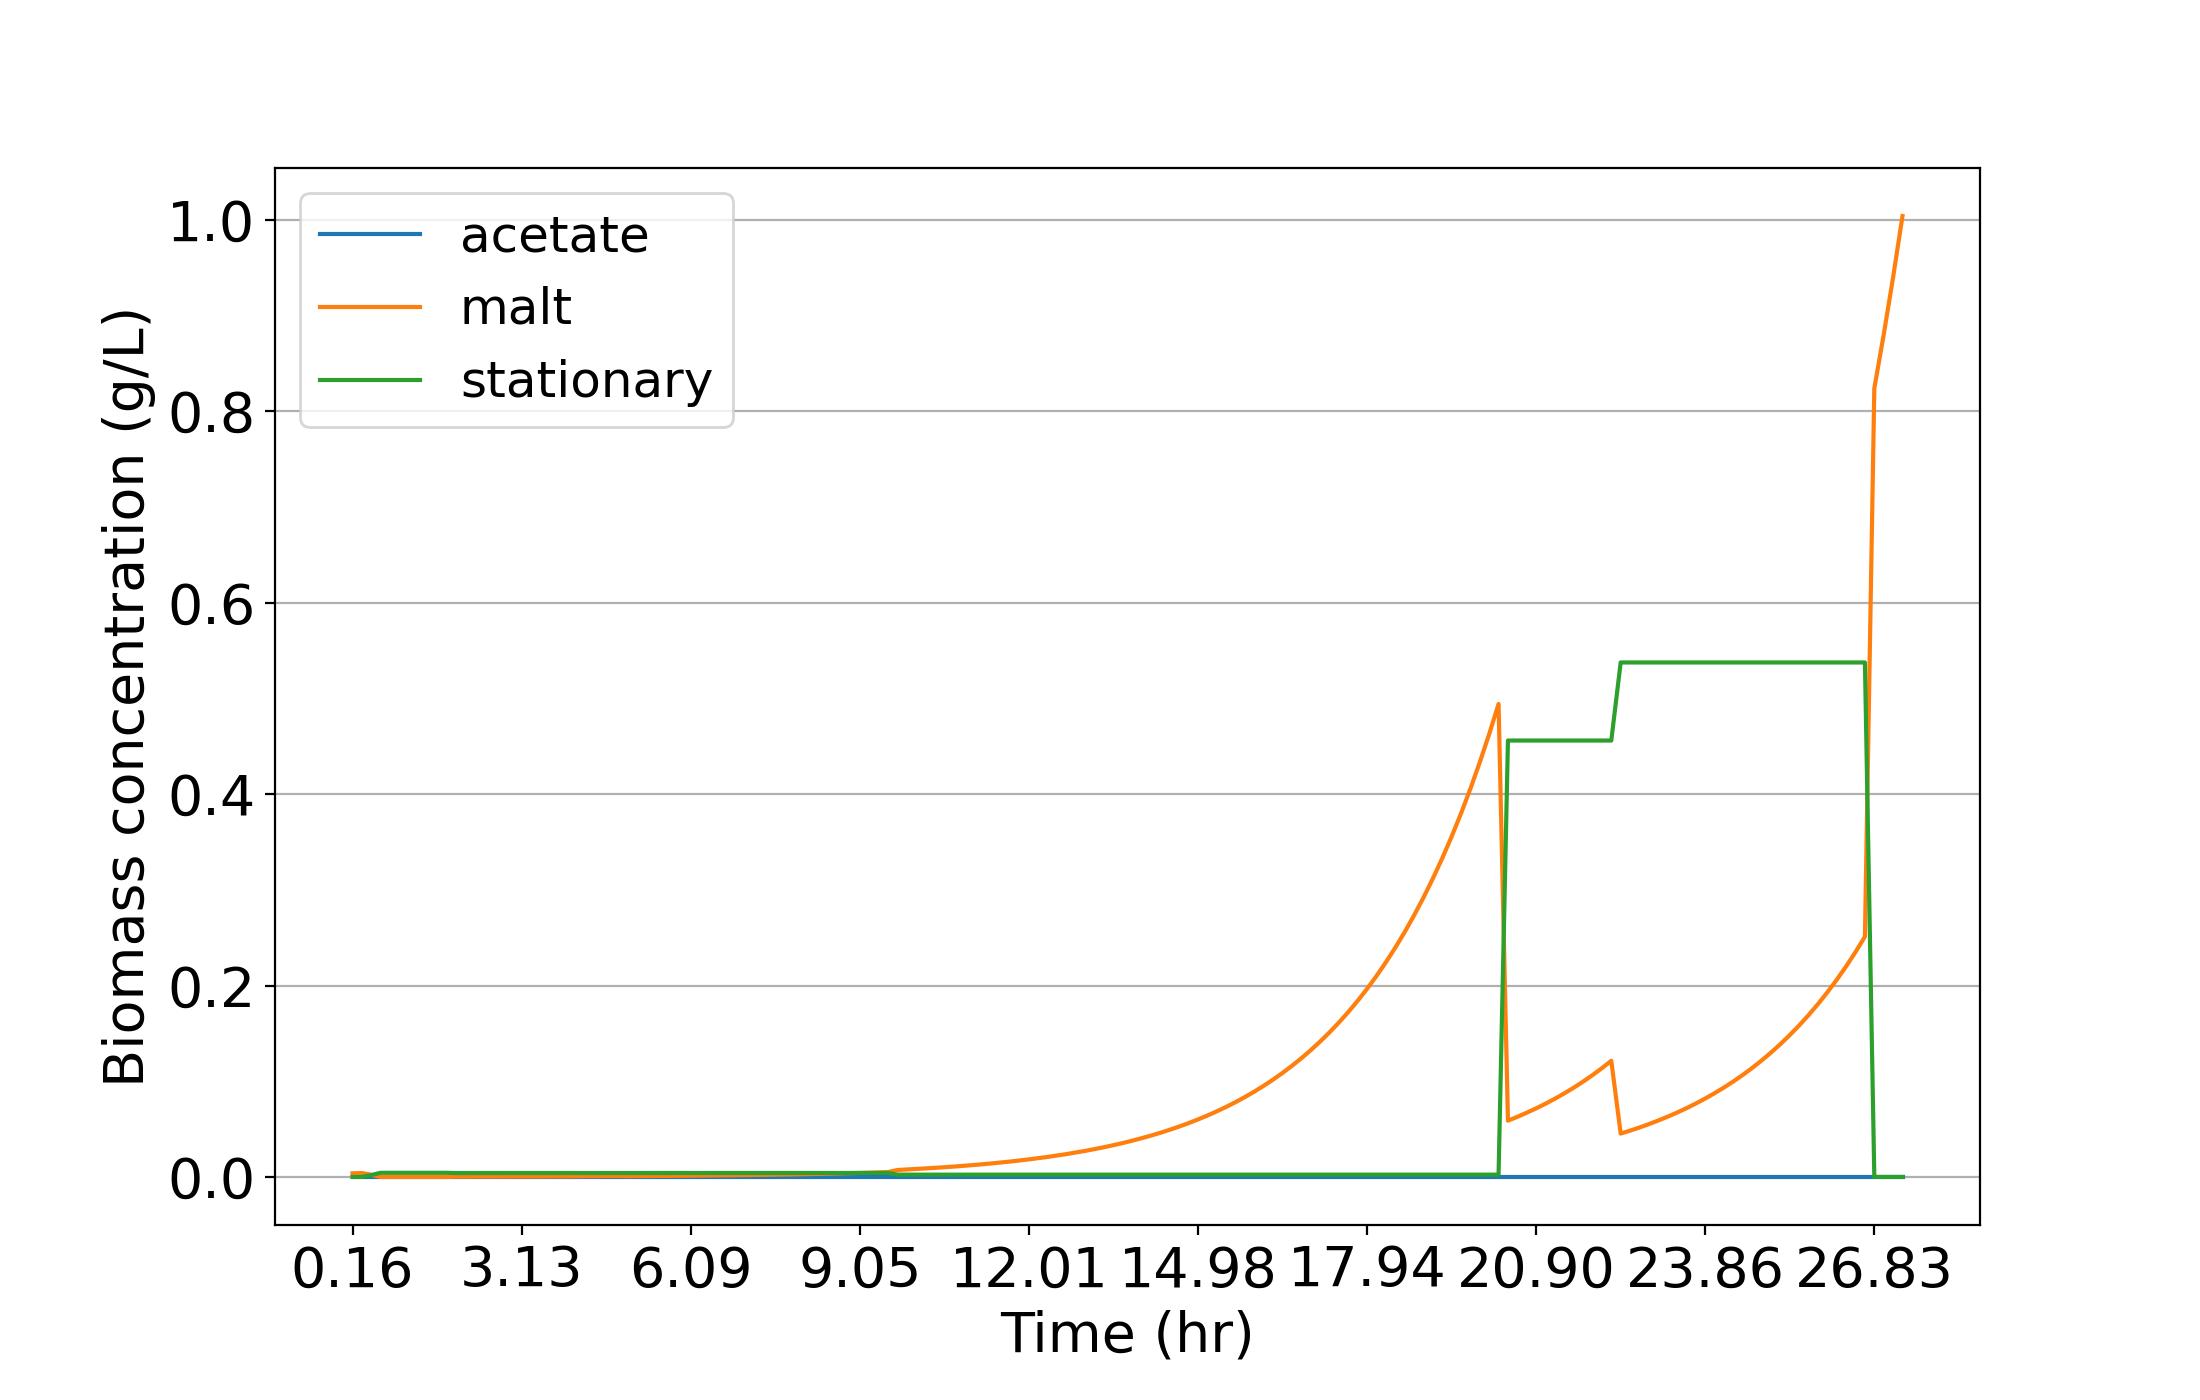 acetate
malt
stationary
1.0
0.8
0.6
0.4
0.2
0.0
Biomass concentration (g/L)
0.16 3.13 6.09 9.05 12.01 14.98 17.94 20.90 23.86 26.83
Time (hr)